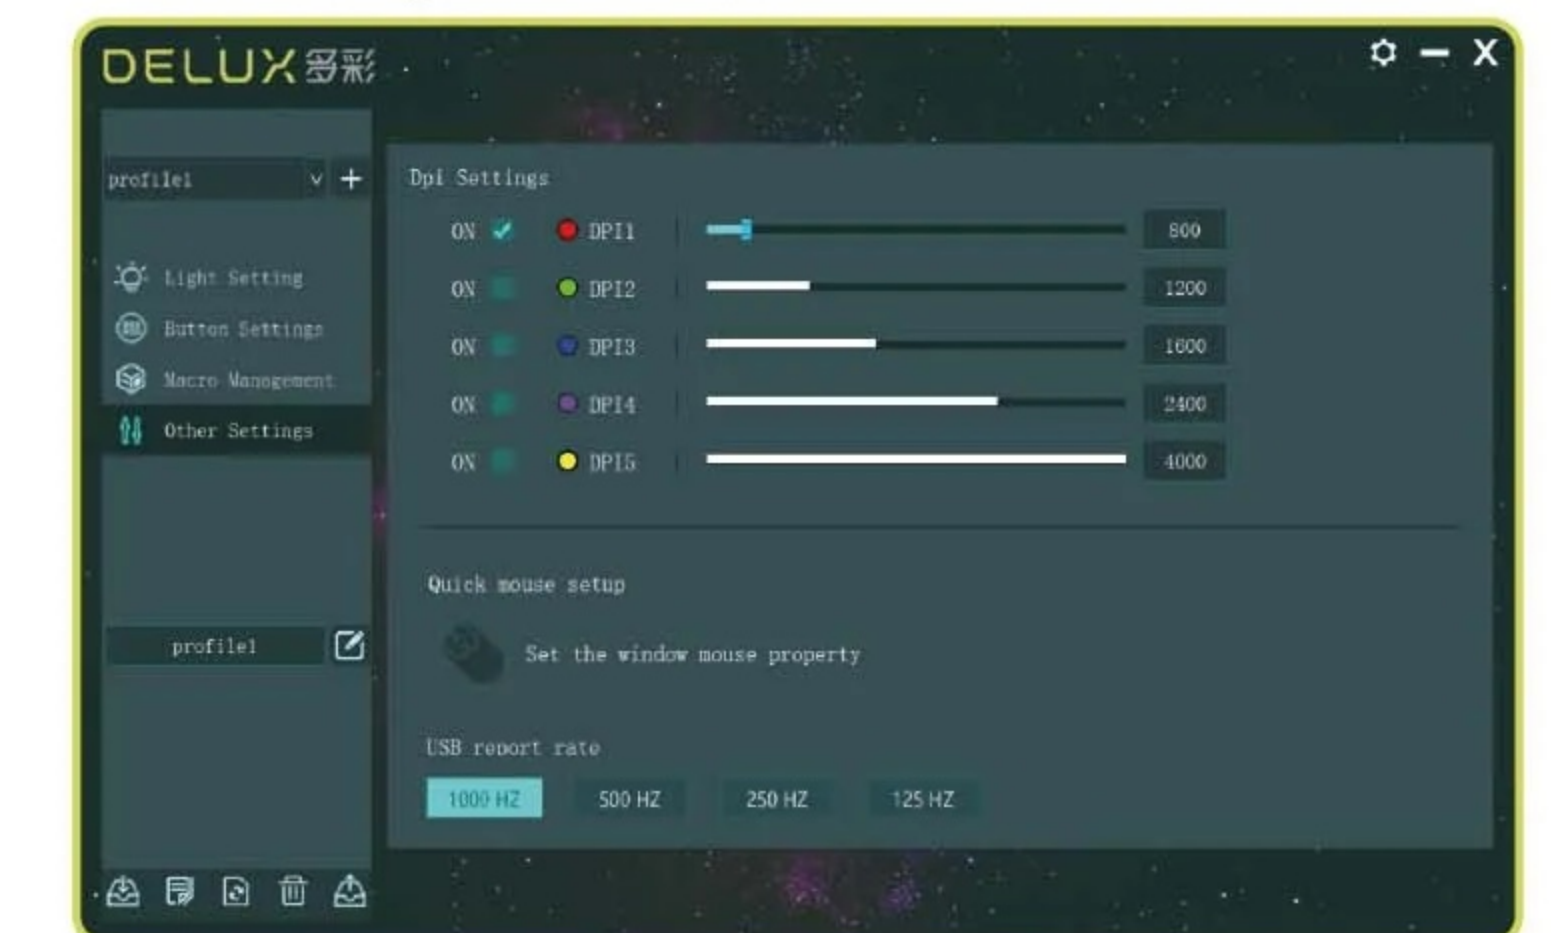 DELUX多彩
profile1
Light Setting
Button Settings
Macro Management
Other Settings
profile1
Dpi Settings
ON DPI1 800
ON DPI2 1200
ON DPI3 1600
ON DPI4 2400
ON DPI5 4000
Quick mouse setup
Set the window mouse property
USB report rate
1000 HZ 500 HZ 250 HZ 125 HZ